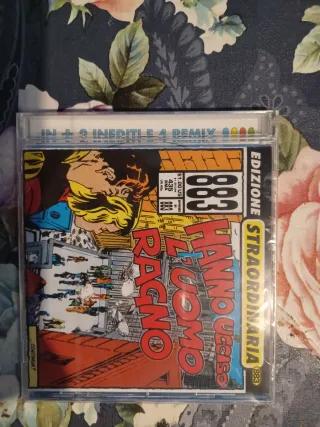 IN + 3 INEDITI E 4 REMIX
EDIZIONE STRAORDINARIA
883
HANNO UCCISO
L'UOMO
RAGNO